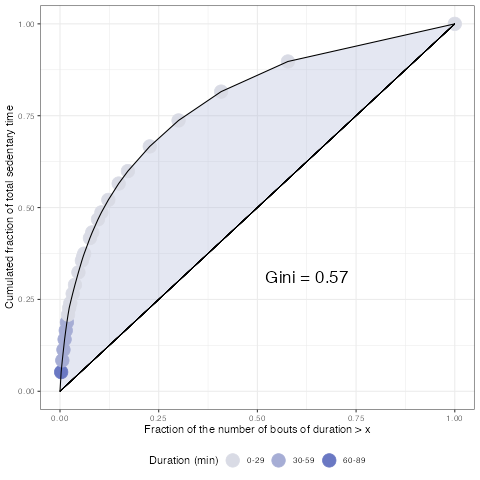 1.00
0.75
0.50
0.25
0.00
Cumulated fraction of total sedentary time
Gini = 0.57
0.00 0.25 0.50 0.75 1.00
Fraction of the number of bouts of duration > x
Duration (min) 0-29 30-59 60-89